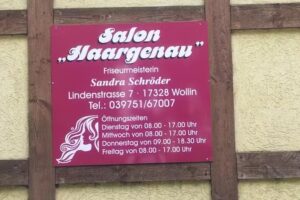 Salon
„Haargenau"
Friseurmeisterin
Sandra Schröder
Lindenstrasse 7 · 17328 Wollin
Tel.: 039751/67007
Öffnungszeiten
Dienstag von 08.00 - 17.00 Uhr
Mittwoch von 08.00 - 17.00 Uhr
Donnerstag von 09.00 - 18.30 Uhr
Freitag von 08.00 - 17.00 Uhr